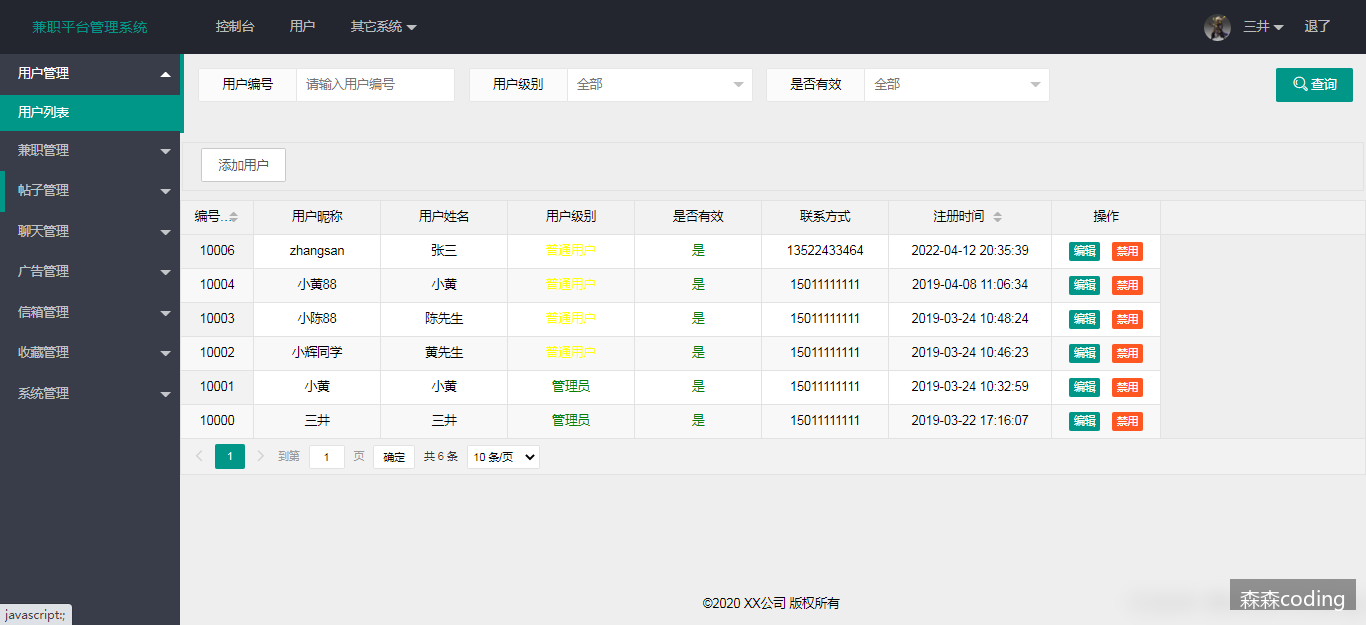 兼职平台管理系统 控制台 用户 其它系统 三井 退了
用户管理
用户列表
兼职管理
帖子管理
聊天管理
广告管理
信箱管理
收藏管理
系统管理
用户编号 请输入用户编号 用户级别 全部 是否有效 全部 查询
添加用户
编号... 用户昵称 用户姓名 用户级别 是否有效 联系方式 注册时间 操作
10006 zhangsan 张三 普通用户 是 13522433464 2022-04-12 20:35:39 编辑 禁用
10004 小黄88 小黄 普通用户 是 15011111111 2019-04-08 11:06:34 编辑 禁用
10003 小陈88 陈先生 普通用户 是 15011111111 2019-03-24 10:48:24 编辑 禁用
10002 小辉同学 黄先生 普通用户 是 15011111111 2019-03-24 10:46:23 编辑 禁用
10001 小黄 小黄 管理员 是 15011111111 2019-03-24 10:32:59 编辑 禁用
10000 三井 三井 管理员 是 15011111111 2019-03-22 17:16:07 编辑 禁用
1 到第 1 页 确定 共 6 条 10 条/页
©2020 XX公司 版权所有
森森coding
javascript:;